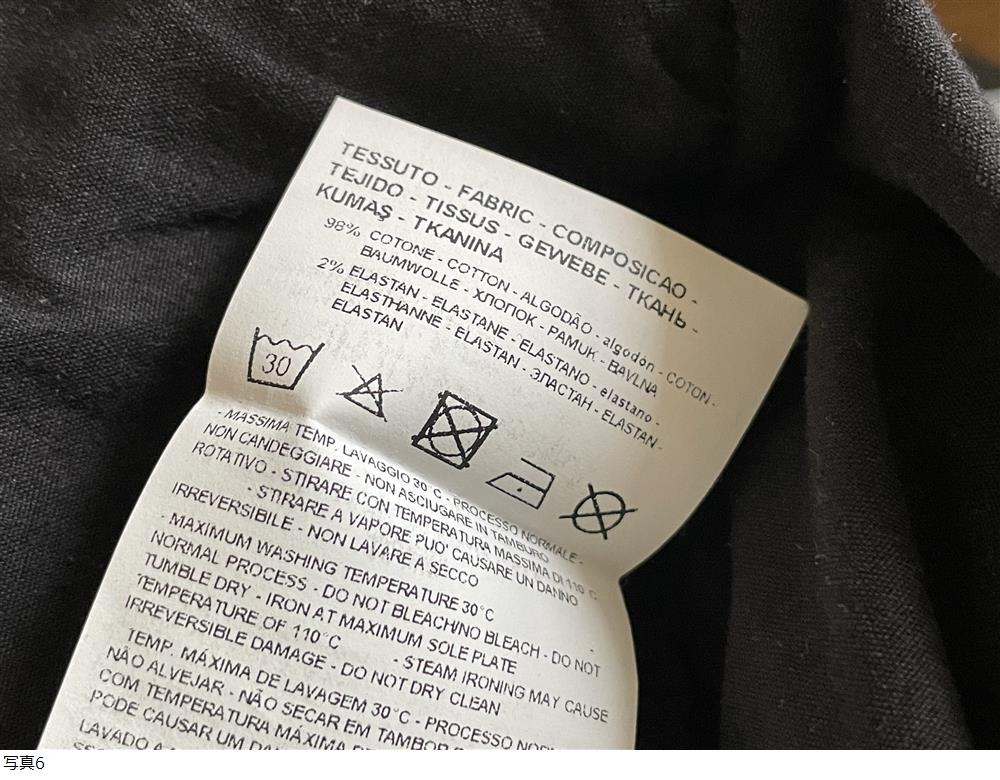 TESSUTO - FABRIC - COMPOSICAO -
TEJIDO - TISSUS - GEWEBE - ТКАНЬ -
KUMAŞ - TKANINA
98% COTONE - COTTON - ALGODÃO - algodón - COTON -
BAUMWOLLE - ХЛОПОК - PAMUK - BAVLNA
2% ELASTAN - ELASTANE - ELASTANO - elastano -
ELASTHANNE - ELASTAN - ЭЛАСТАН - ELASTAN -
ELASTAN
30
- MASSIMA TEMP. LAVAGGIO 30°C - PROCESSO NORMALE -
NON CANDEGGIARE - NON ASCIUGARE IN TAMBURO
ROTATIVO - STIRARE CON TEMPERATURA MASSIMA DI 110°C
- STIRARE A VAPORE PUO' CAUSARE UN DANNO
IRREVERSIBILE - NON LAVARE A SECCO
- MAXIMUM WASHING TEMPERATURE 30°C -
NORMAL PROCESS - DO NOT BLEACH/NO BLEACH - DO NOT
TUMBLE DRY - IRON AT MAXIMUM SOLE PLATE
TEMPERATURE OF 110°C - STEAM IRONING MAY CAUSE
IRREVERSIBLE DAMAGE - DO NOT DRY CLEAN
TEMP. MÁXIMA DE LAVAGEM 30°C - PROCESSO
NÃO ALVEJAR - NÃO SECAR EM
COM TEMPERATURA MÁXIMA
PODE CAUSAR UM
LAVADO A
写真6